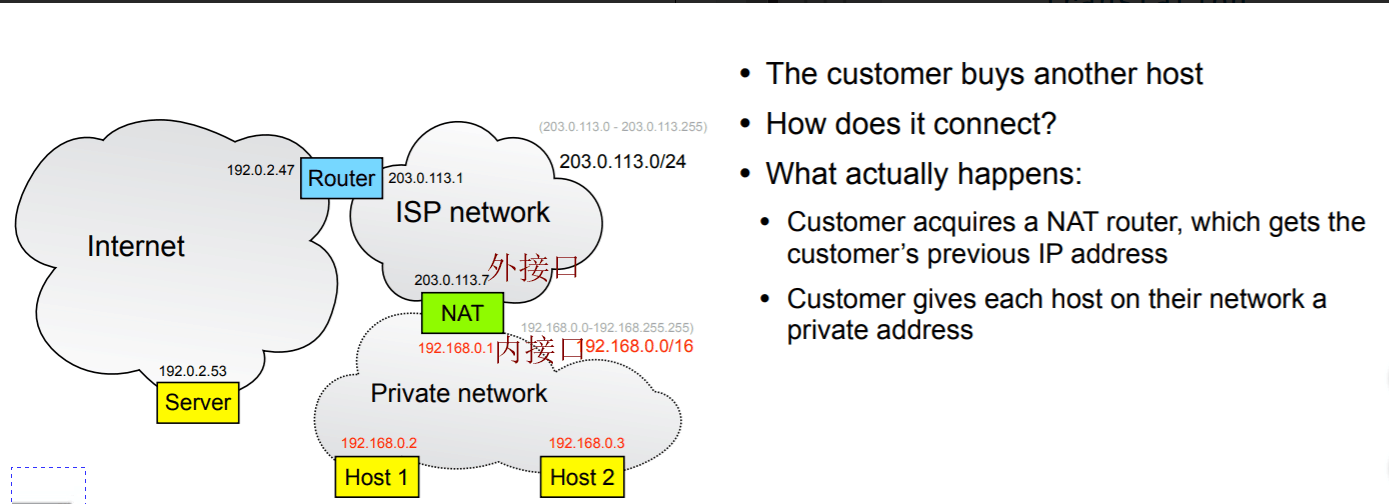 (203.0.113.0 - 203.0.113.255)
203.0.113.0/24
192.0.2.47
Router
203.0.113.1
ISP network
Internet
203.0.113.7
外接口
NAT
192.168.0.0-192.168.255.255)
192.168.0.1
内接口
192.168.0.0/16
192.0.2.53
Server
Private network
192.168.0.2
192.168.0.3
Host 1
Host 2
• The customer buys another host
• How does it connect?
• What actually happens:
• Customer acquires a NAT router, which gets the
customer’s previous IP address
• Customer gives each host on their network a
private address